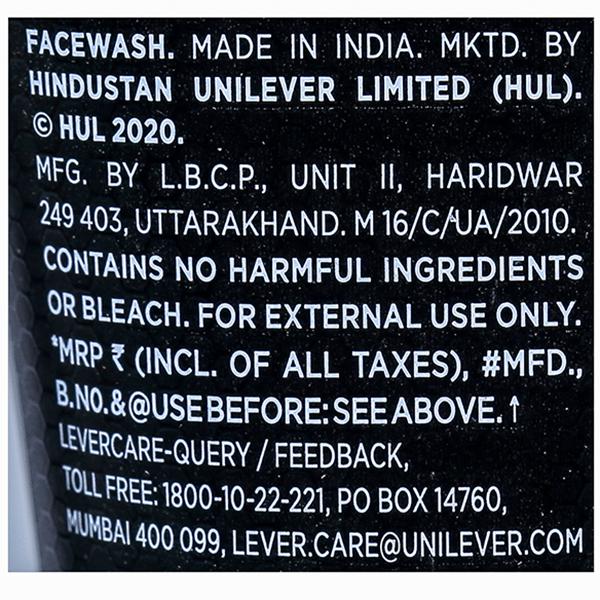 FACEWASH. MADE IN INDIA. MKTD. BY
HINDUSTAN UNILEVER LIMITED (HUL).
© HUL 2020.
MFG. BY L.B.C.P., UNIT II, HARIDWAR
249 403, UTTARAKHAND. M 16/C/UA/2010.
CONTAINS NO HARMFUL INGREDIENTS
OR BLEACH. FOR EXTERNAL USE ONLY.
*MRP ₹ (INCL. OF ALL TAXES), #MFD.,
B.NO.&@USE BEFORE: SEE ABOVE.↑
LEVERCARE-QUERY / FEEDBACK,
TOLL FREE: 1800-10-22-221, PO BOX 14760,
MUMBAI 400 099, LEVER.CARE@UNILEVER.COM